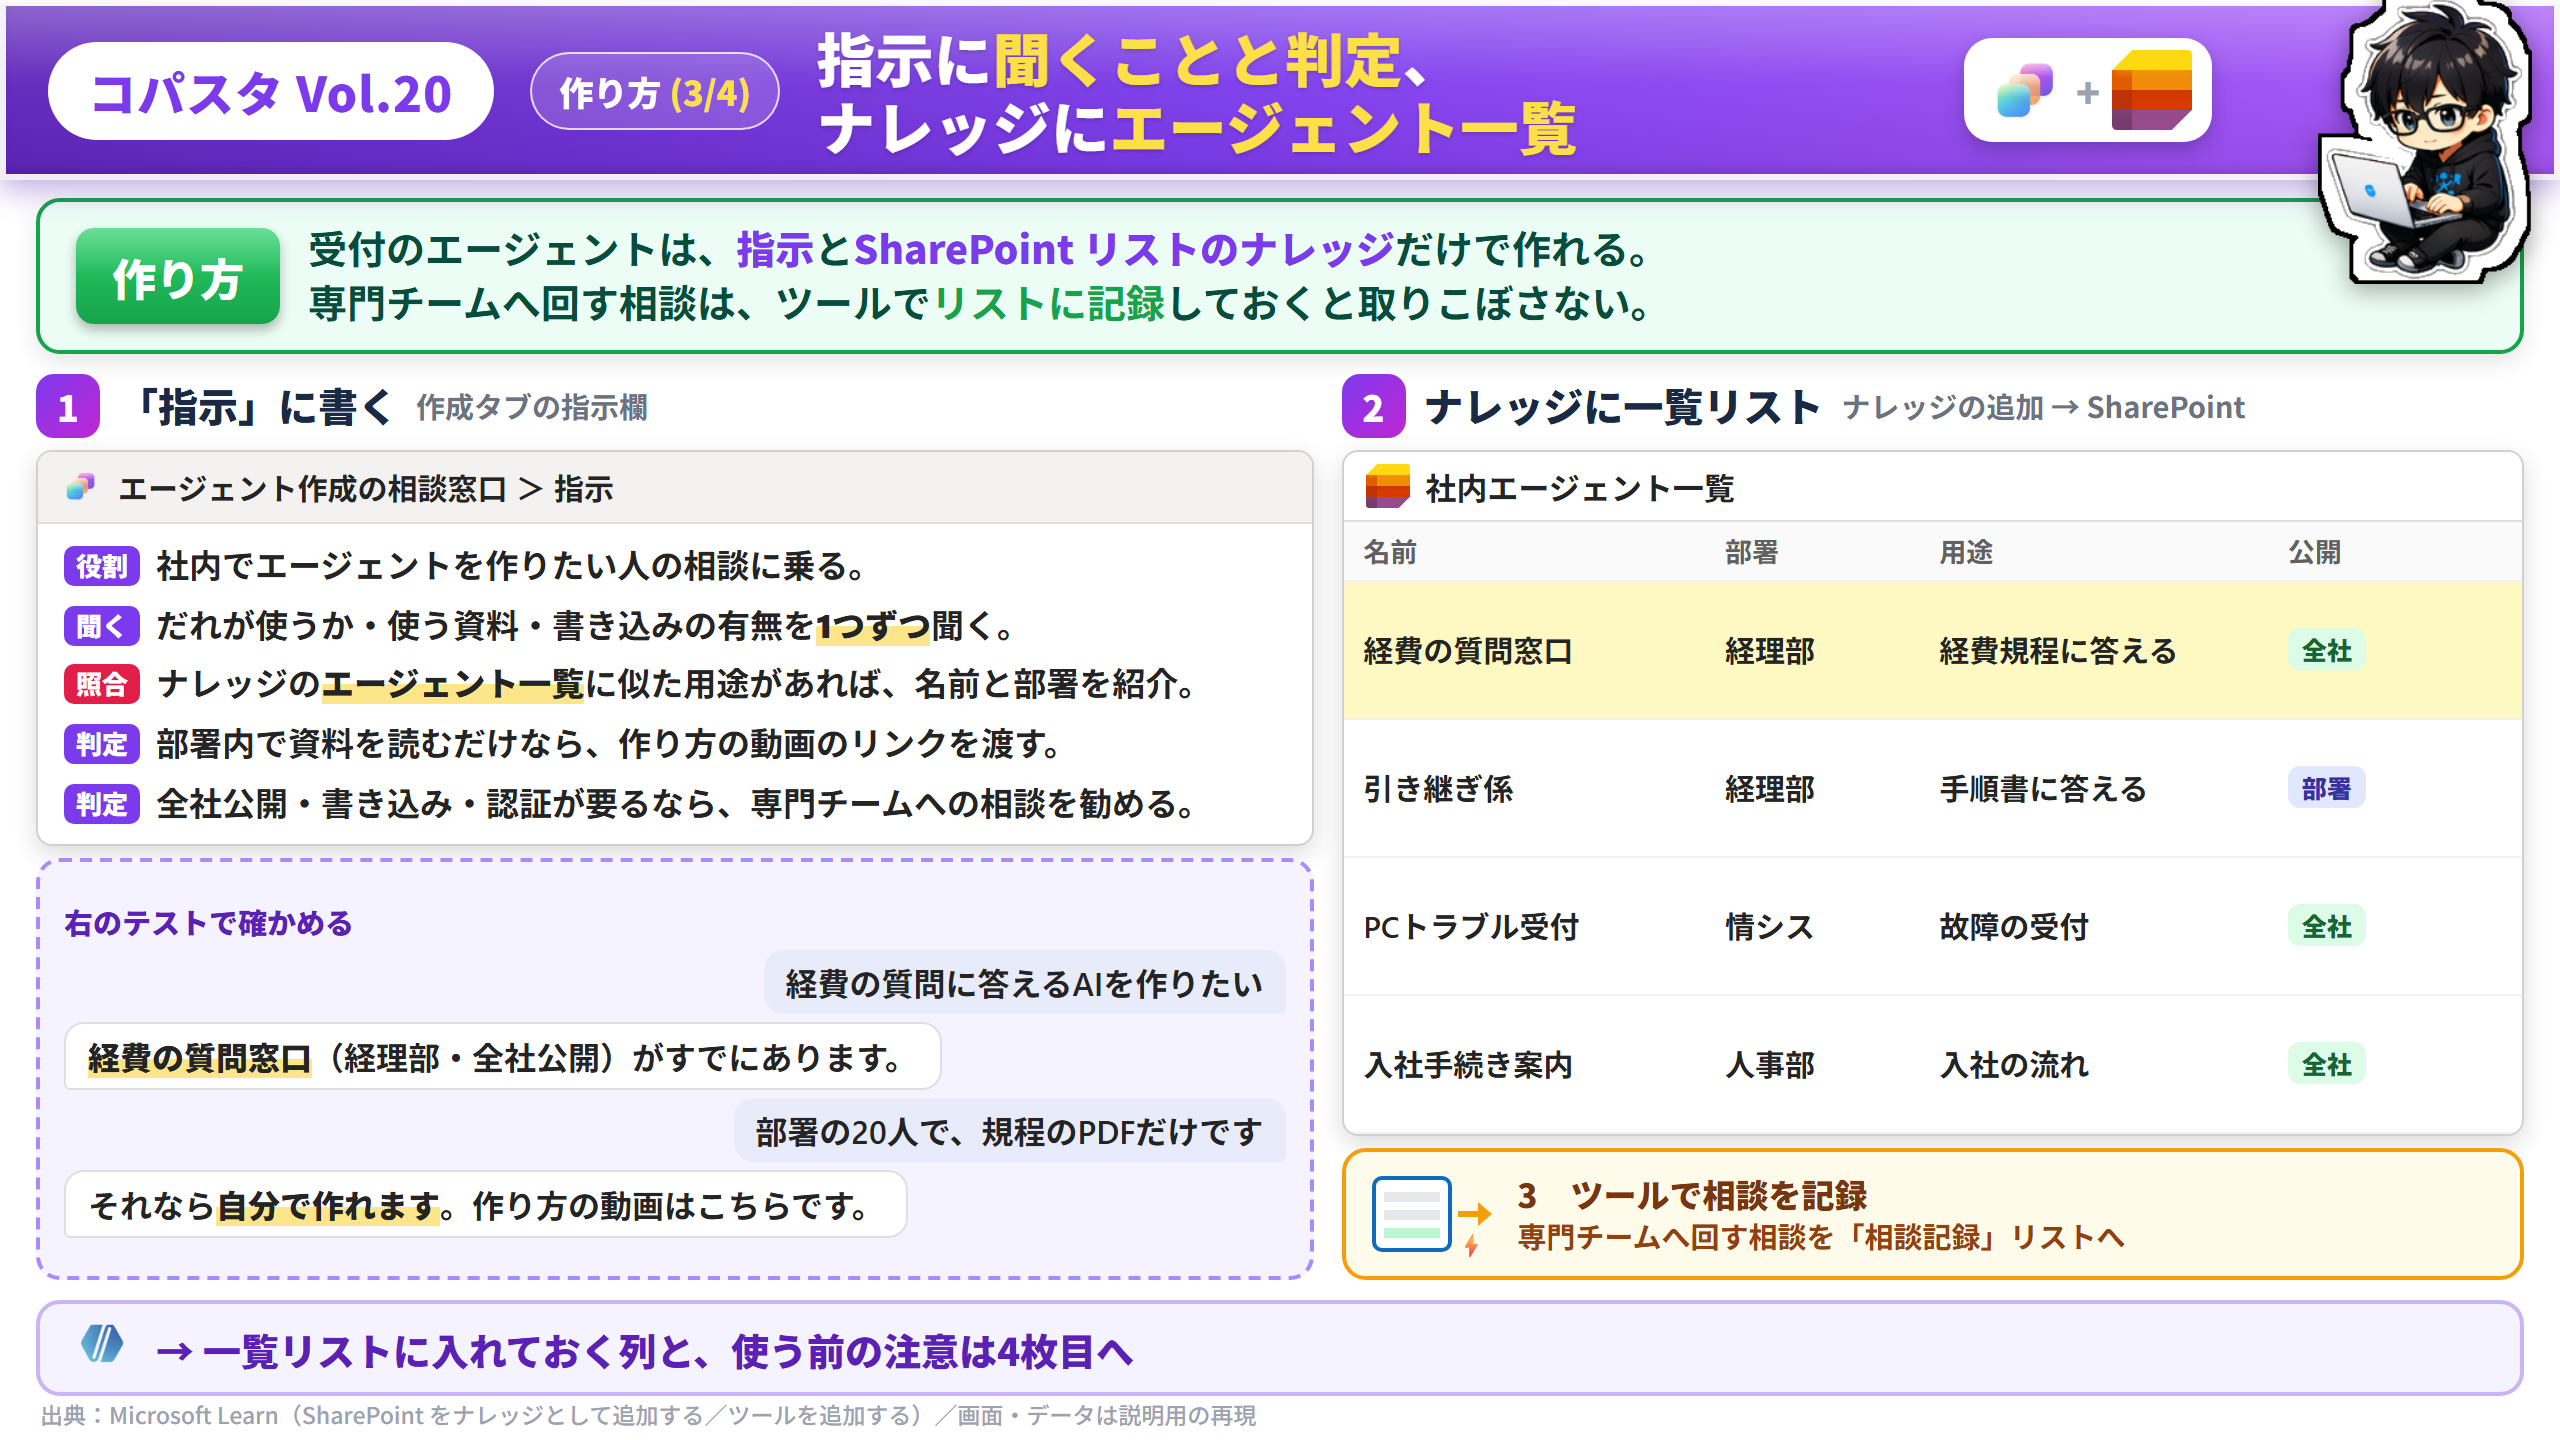 コパスタ Vol.20
作り方 (3/4)
指示に聞くことと判定、
ナレッジにエージェント一覧
+
作り方
受付のエージェントは、指示とSharePoint リストのナレッジだけで作れる。
専門チームへ回す相談は、ツールでリストに記録しておくと取りこぼさない。
1 「指示」に書く 作成タブの指示欄
エージェント作成の相談窓口 ＞ 指示
役割 社内でエージェントを作りたい人の相談に乗る。
聞く だれが使うか・使う資料・書き込みの有無を1つずつ聞く。
照合 ナレッジのエージェント一覧に似た用途があれば、名前と部署を紹介。
判定 部署内で資料を読むだけなら、作り方の動画のリンクを渡す。
判定 全社公開・書き込み・認証が要るなら、専門チームへの相談を勧める。
右のテストで確かめる
経費の質問に答えるAIを作りたい
経費の質問窓口（経理部・全社公開）がすでにあります。
部署の20人で、規程のPDFだけです
それなら自分で作れます。作り方の動画はこちらです。
2 ナレッジに一覧リスト ナレッジの追加 → SharePoint
社内エージェント一覧
名前 部署 用途 公開
経費の質問窓口 経理部 経費規程に答える 全社
引き継ぎ係 経理部 手順書に答える 部署
PCトラブル受付 情シス 故障の受付 全社
入社手続き案内 人事部 入社の流れ 全社
3 ツールで相談を記録
専門チームへ回す相談を「相談記録」リストへ
→ 一覧リストに入れておく列と、使う前の注意は4枚目へ
出典：Microsoft Learn（SharePoint をナレッジとして追加する／ツールを追加する）／画面・データは説明用の再現